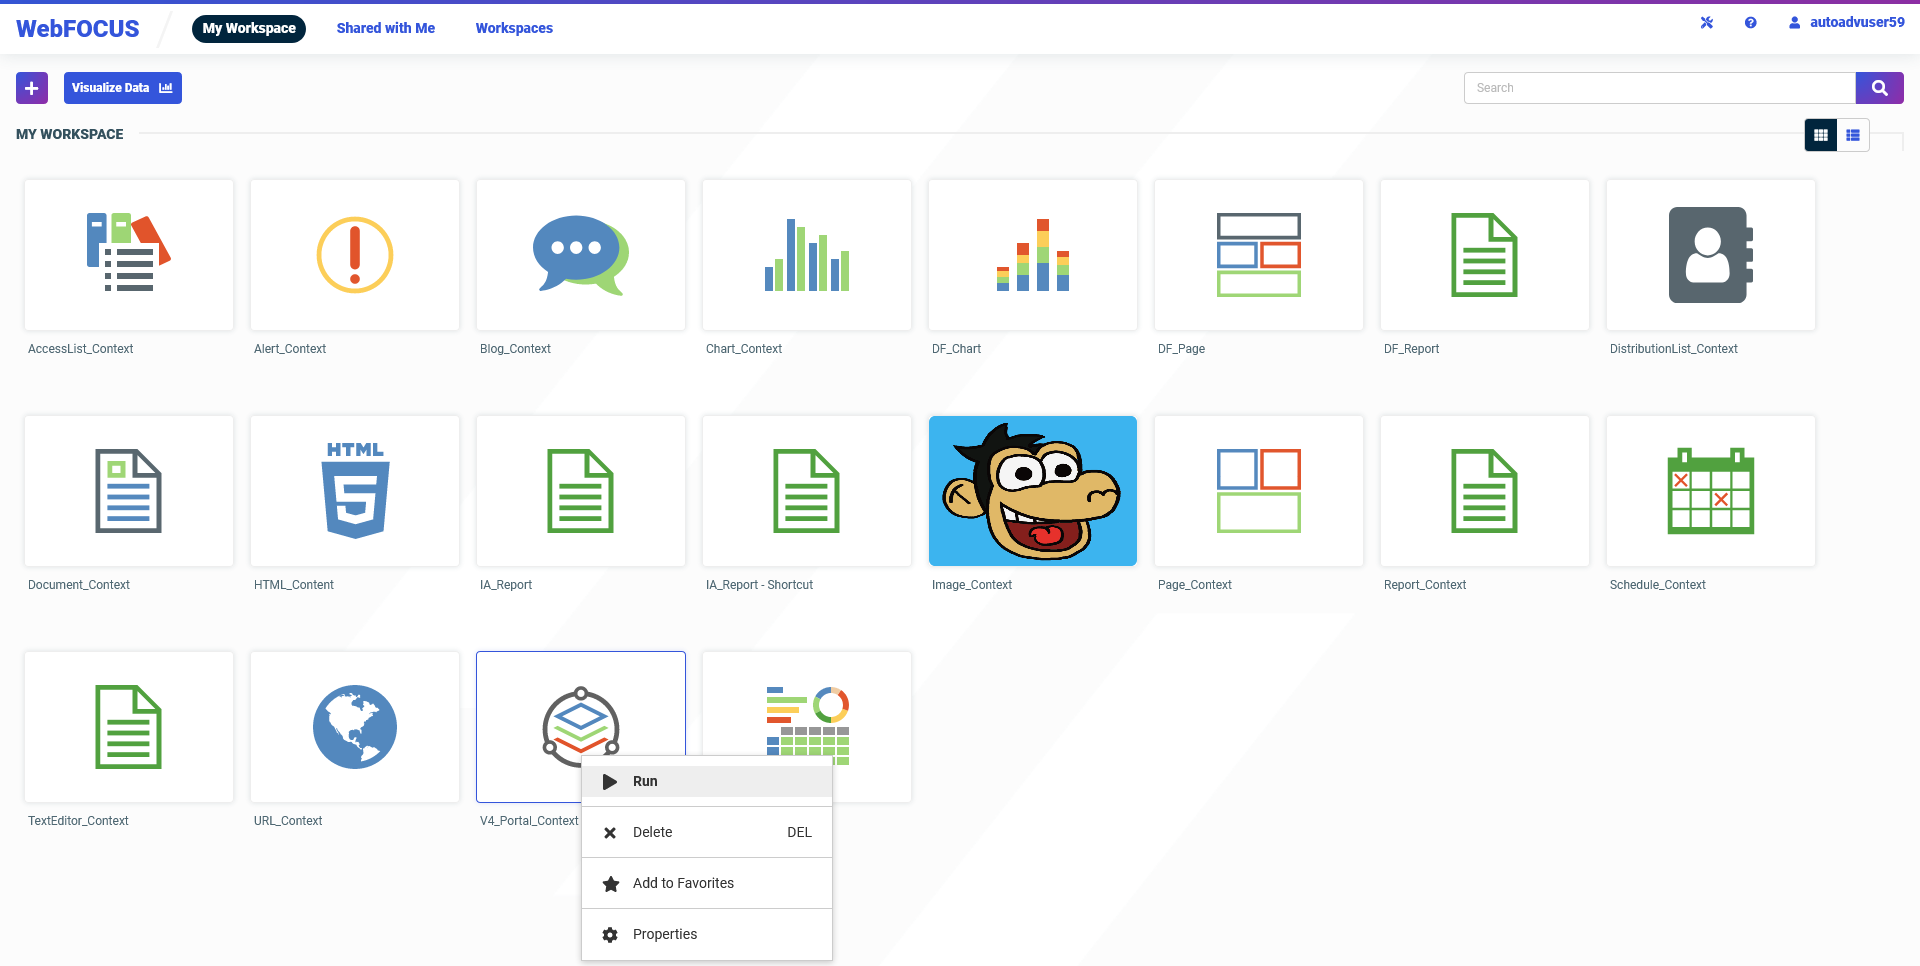 WebFOCUS
My Workspace
Shared with Me
Workspaces
autoadvuser59
Visualize Data
Search
MY WORKSPACE
AccessList_Context
Alert_Context
Blog_Context
Chart_Context
DF_Chart
DF_Page
DF_Report
DistributionList_Context
HTML
5
Document_Context
HTML_Content
IA_Report
IA_Report - Shortcut
Image_Context
Page_Context
Report_Context
Schedule_Context
TextEditor_Context
URL_Context
V4_Portal_Context
Run
Delete DEL
Add to Favorites
Properties